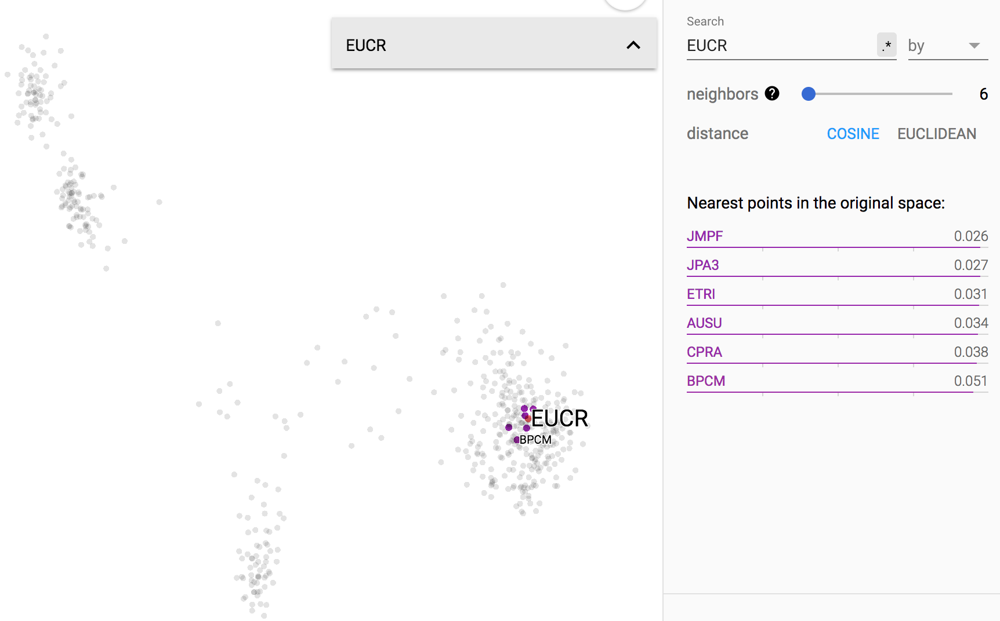 EUCR
EUCR
BPCM
Search
EUCR .* by
neighbors ? 6
distance COSINE EUCLIDEAN
Nearest points in the original space:
JMPF 0.026
JPA3 0.027
ETRI 0.031
AUSU 0.034
CPRA 0.038
BPCM 0.051